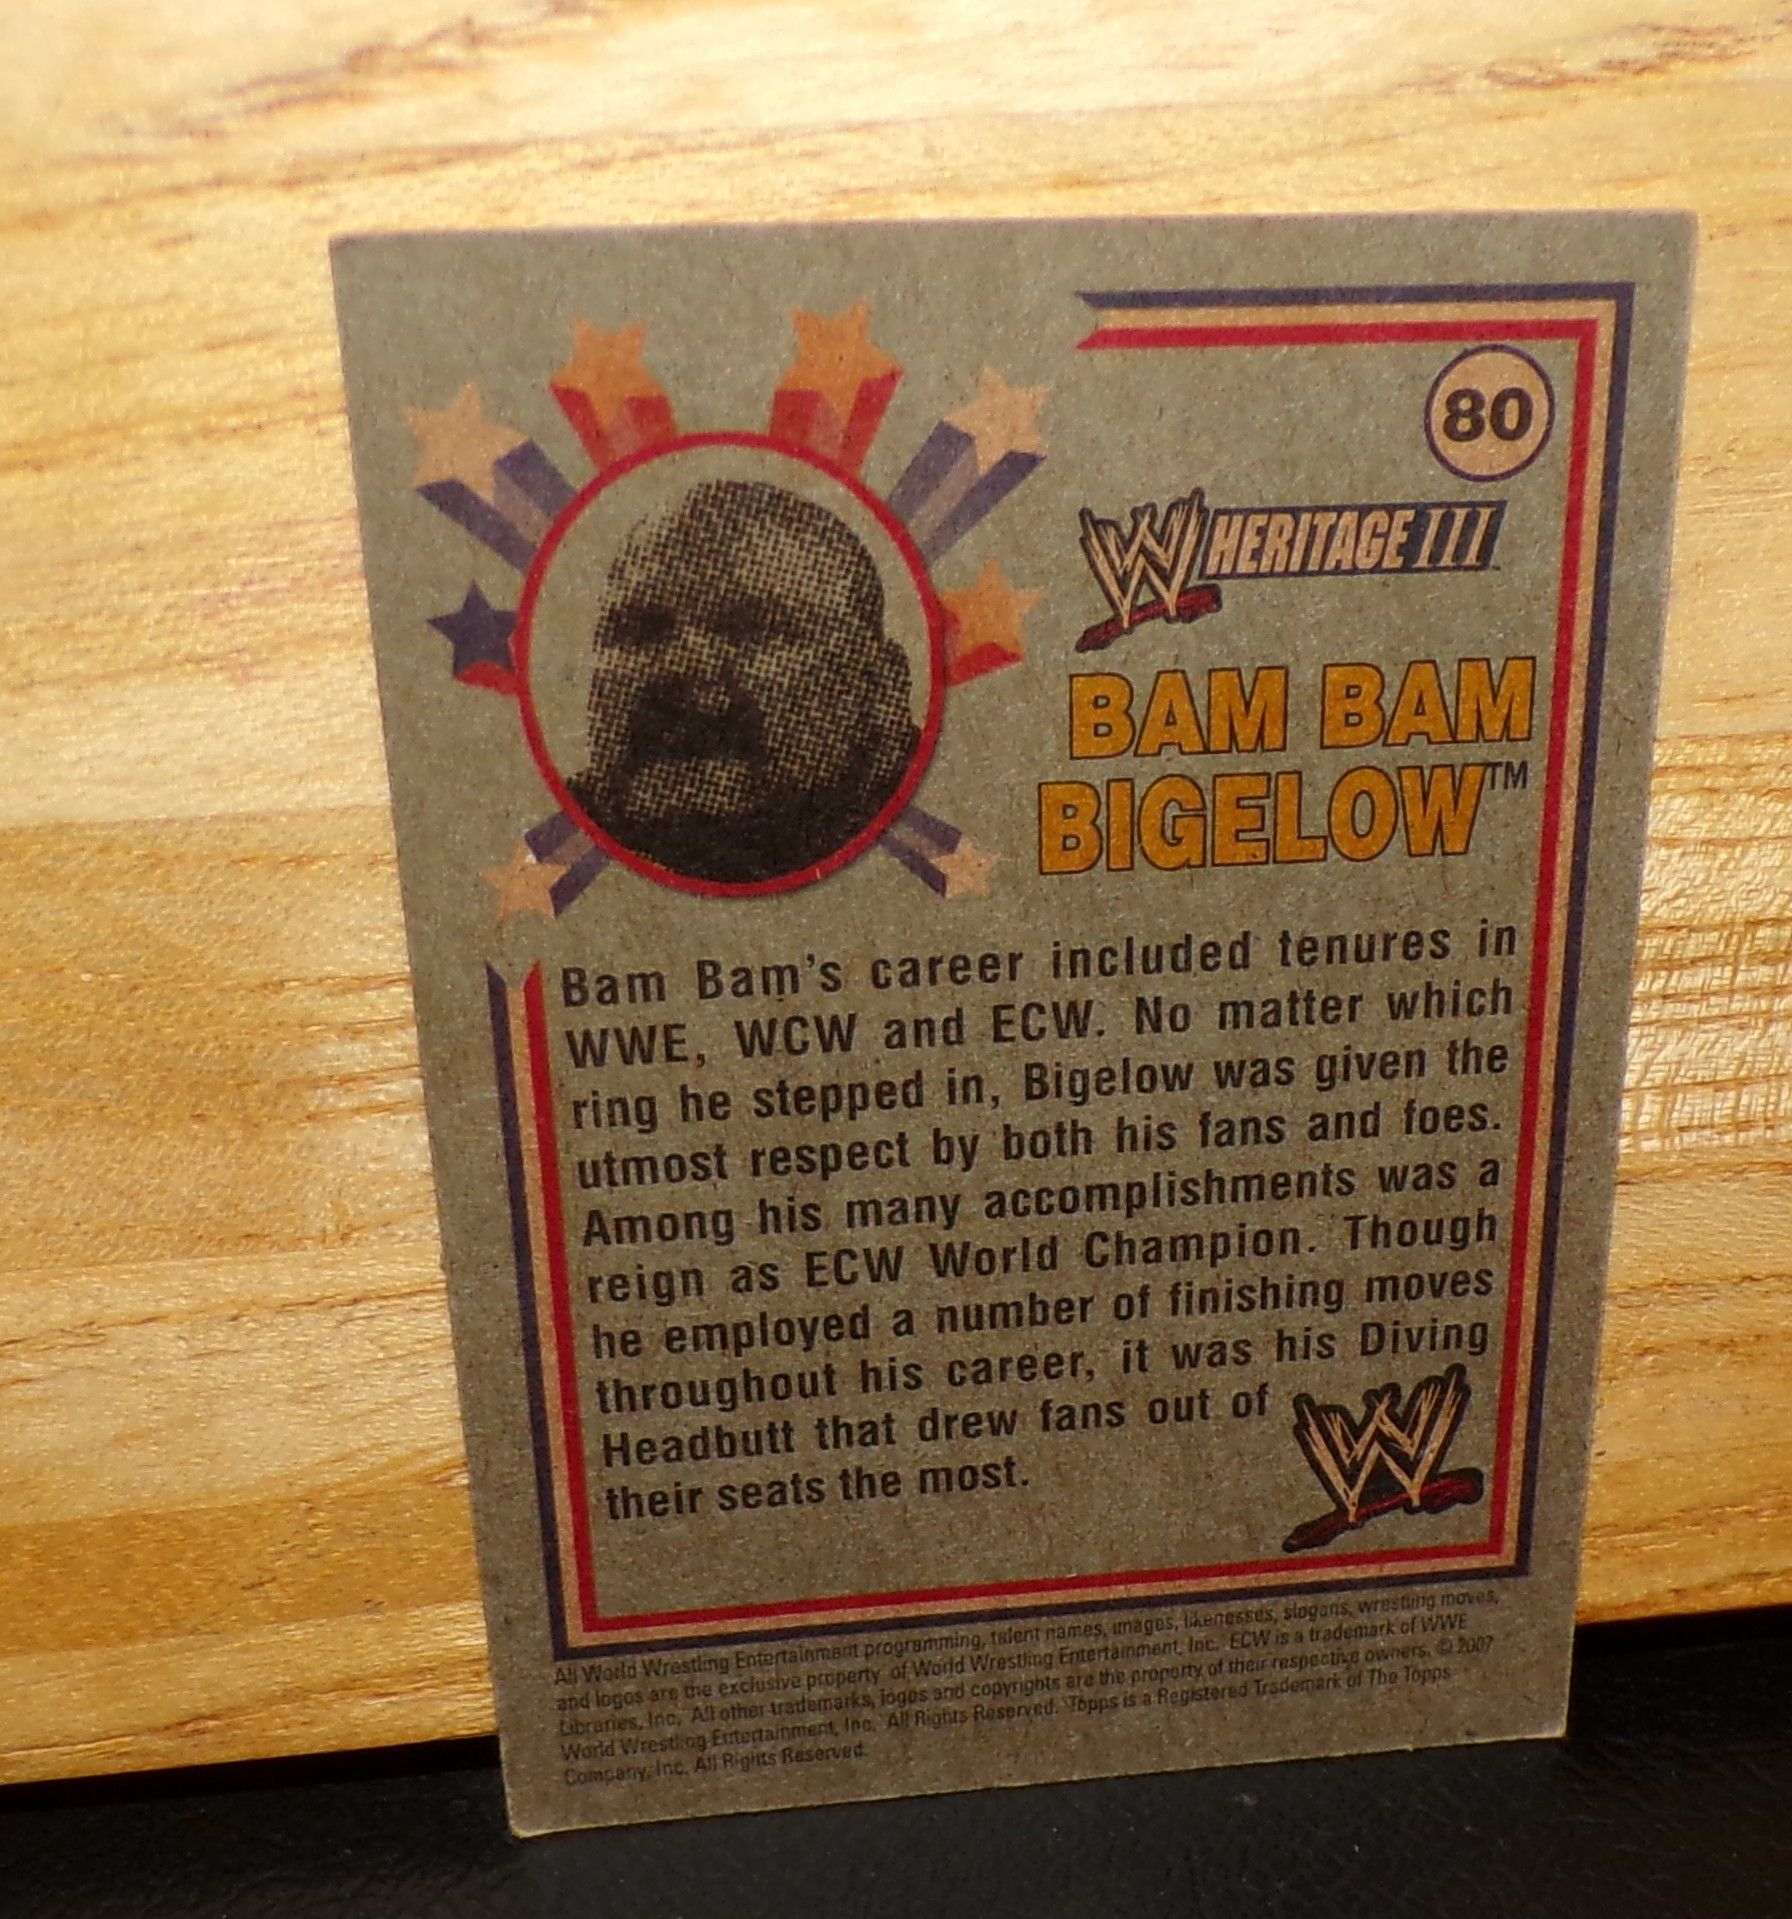 80
W HERITAGE III
BAM BAM
BIGELOW™
Bam Bam's career included tenures in
WWE, WCW and ECW. No matter which
ring he stepped in, Bigelow was given the
utmost respect by both his fans and foes.
Among his many accomplishments was a
reign as ECW World Champion. Though
he employed a number of finishing moves
throughout his career, it was his Diving
Headbutt that drew fans out of
their seats the most.
W
All World Wrestling Entertainment programming, talent names, images, likenesses, slogans, wrestling moves,
and logos are the exclusive property of World Wrestling Entertainment, Inc. ECW is a trademark of WWE
Libraries, Inc. All other trademarks, logos and copyrights are the property of their respective owners. © 2007
World Wrestling Entertainment, Inc. All Rights Reserved. Topps is a Registered Trademark of The Topps
Company, Inc. All Rights Reserved.